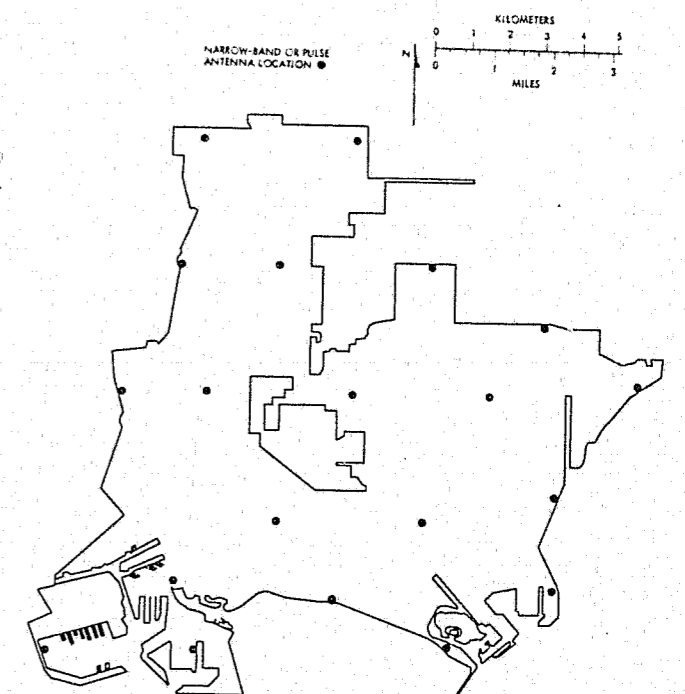 KILOMETERS
0 1 2 3 4 5
NARROW-BAND OR PULSE
ANTENNA LOCATION
N
0 1 2 3
MILES